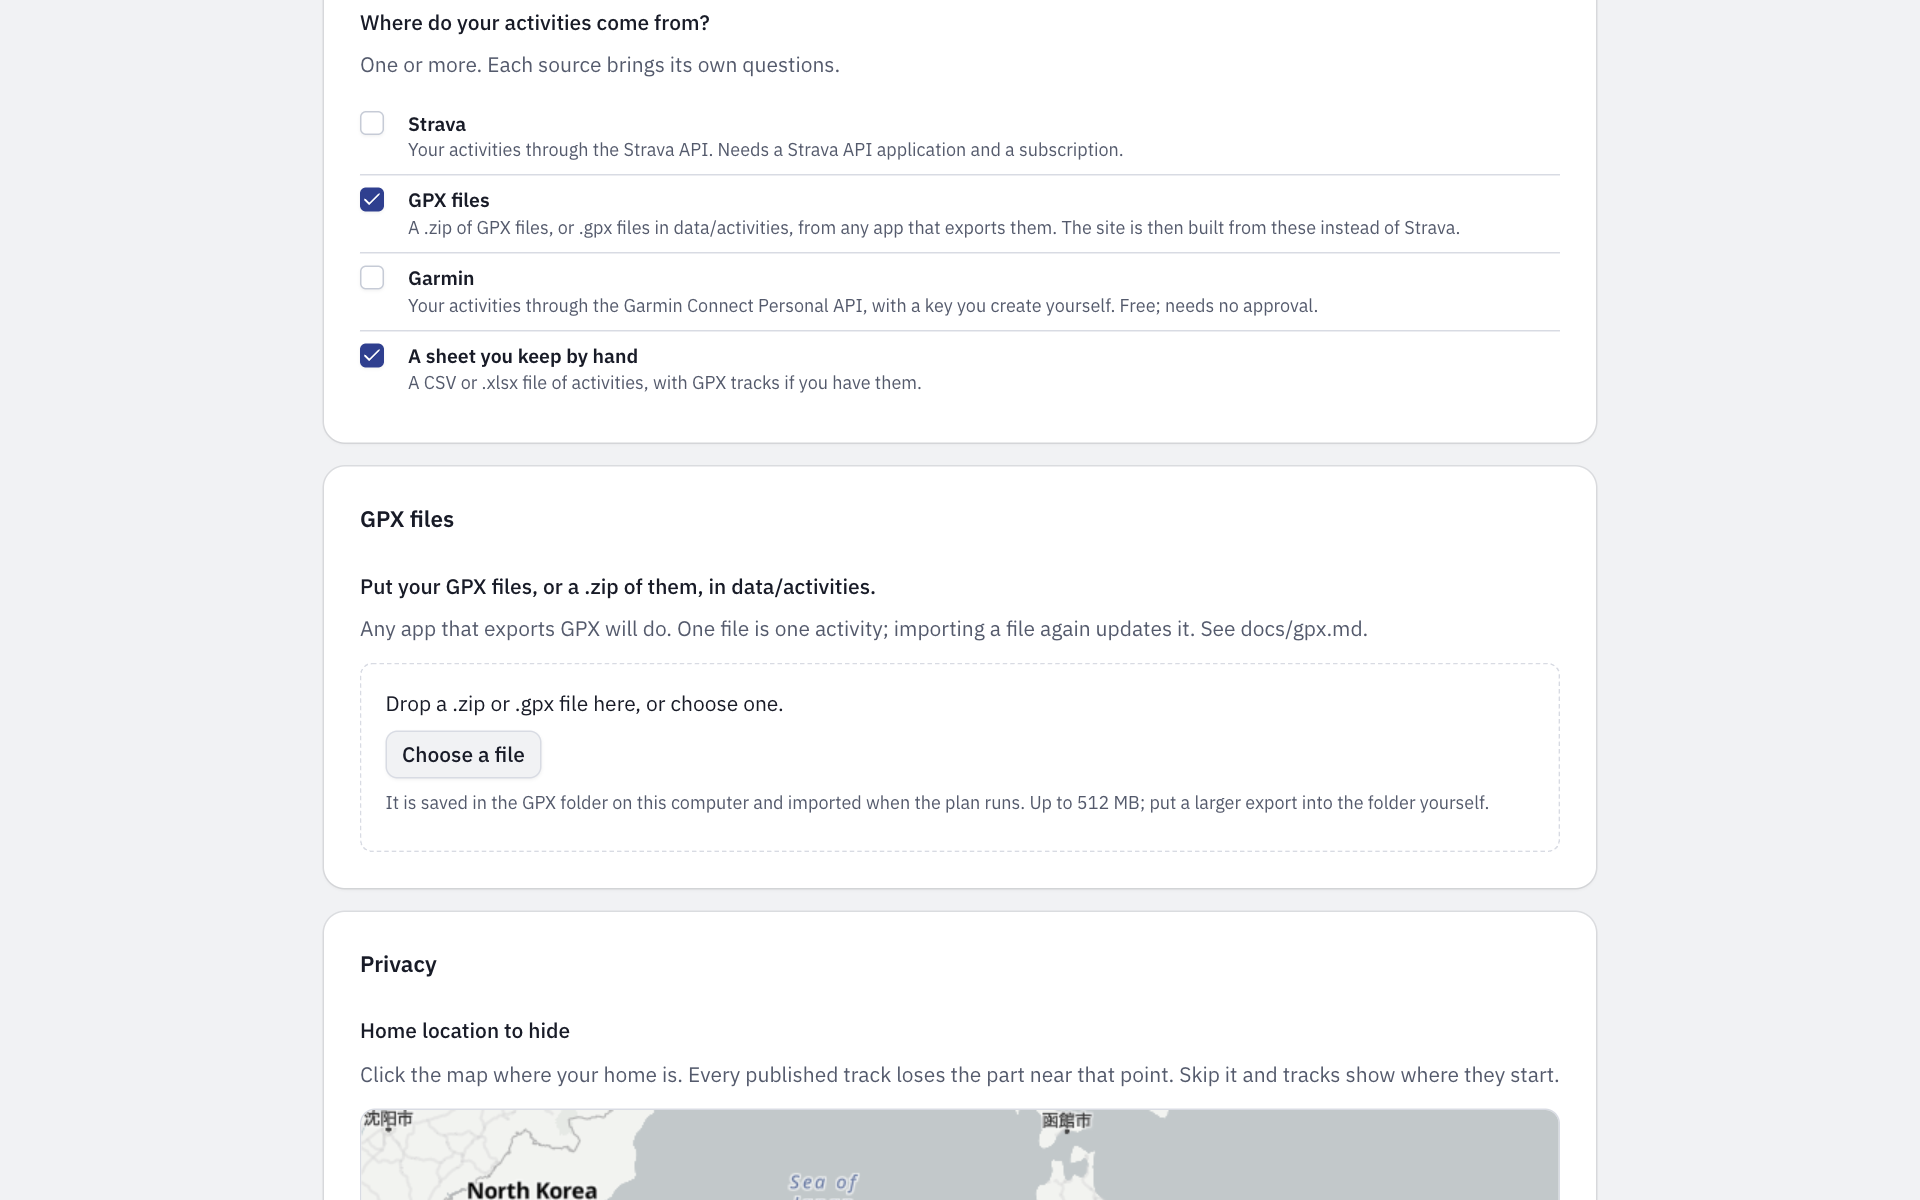 Where do your activities come from?
One or more. Each source brings its own questions.
Strava
Your activities through the Strava API. Needs a Strava API application and a subscription.
GPX files
A .zip of GPX files, or .gpx files in data/activities, from any app that exports them. The site is then built from these instead of Strava.
Garmin
Your activities through the Garmin Connect Personal API, with a key you create yourself. Free; needs no approval.
A sheet you keep by hand
A CSV or .xlsx file of activities, with GPX tracks if you have them.
GPX files
Put your GPX files, or a .zip of them, in data/activities.
Any app that exports GPX will do. One file is one activity; importing a file again updates it. See docs/gpx.md.
Drop a .zip or .gpx file here, or choose one.
Choose a file
It is saved in the GPX folder on this computer and imported when the plan runs. Up to 512 MB; put a larger export into the folder yourself.
Privacy
Home location to hide
Click the map where your home is. Every published track loses the part near that point. Skip it and tracks show where they start.
沈阳市
函館市
Sea of
North Korea